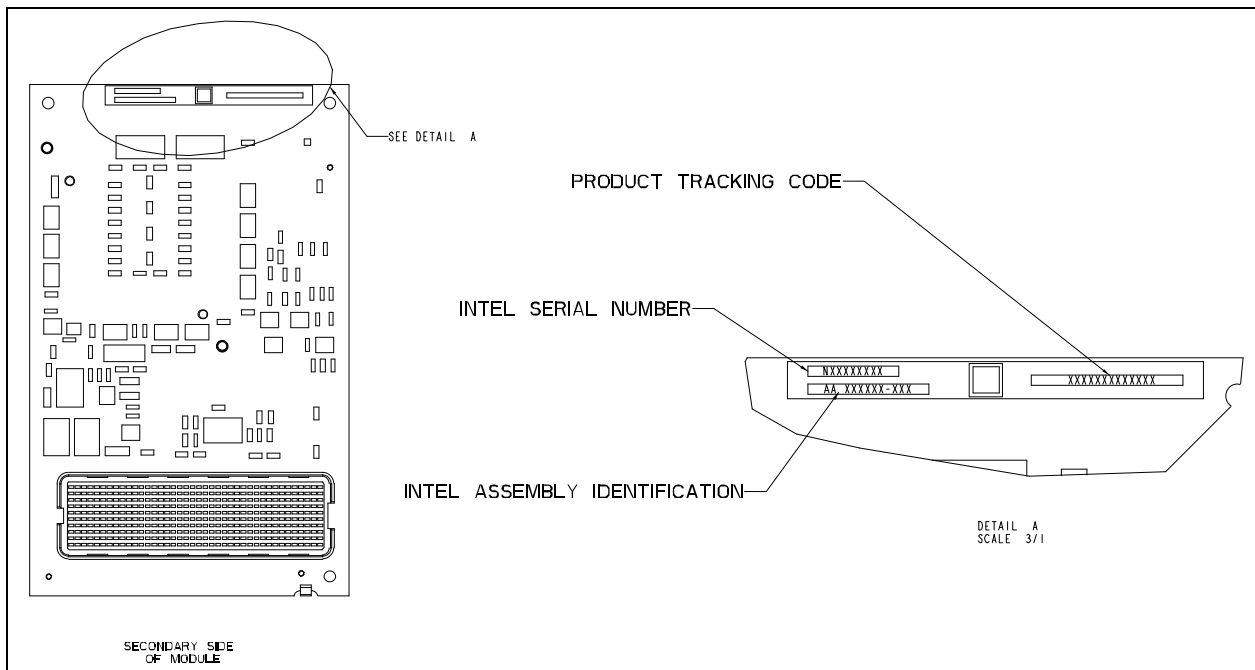 SEE DETAIL A
PRODUCT TRACKING CODE
INTEL SERIAL NUMBER
NXXXXXXXX
XXXXXXXXXXXXX
AA XXXXXX-XXX
INTEL ASSEMBLY IDENTIFICATION
DETAIL A
SCALE 3/1
SECONDARY SIDE
OF MODULE